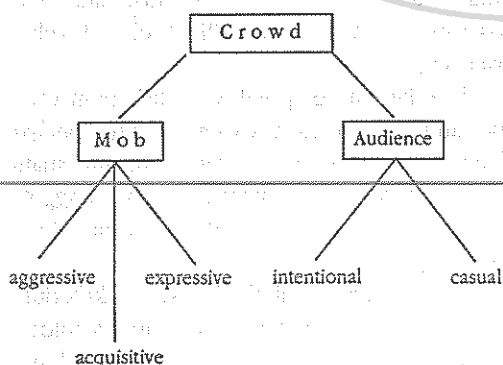 Crowd
Mob Audience
aggressive expressive intentional casual
acquisitive